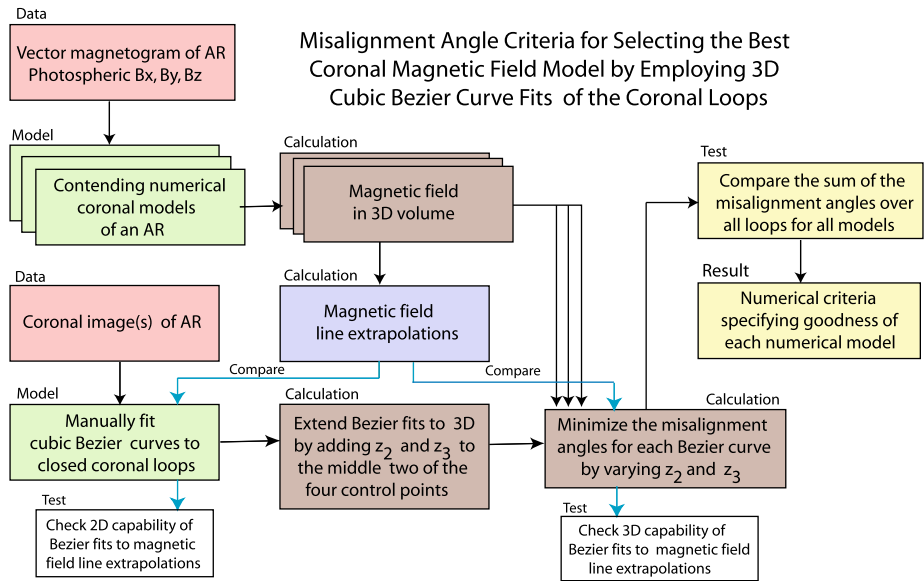 Data
Vector magnetogram of AR
Photospheric Bx, By, Bz
Misalignment Angle Criteria for Selecting the Best
Coronal Magnetic Field Model by Employing 3D
Cubic Bezier Curve Fits of the Coronal Loops
Model
Contending numerical
coronal models
of an AR
Calculation
Magnetic field
in 3D volume
Test
Compare the sum of the
misalignment angles over
all loops for all models
Result
Numerical criteria
specifying goodness of
each numerical model
Data
Coronal image(s) of AR
Calculation
Magnetic field
line extrapolations
Compare
Compare
Model
Manually fit
cubic Bezier curves to
closed coronal loops
Calculation
Extend Bezier fits to 3D
by adding z2 and z3 to
the middle two of the
four control points
Calculation
Minimize the misalignment
angles for each Bezier curve
by varying z2 and z3
Test
Check 2D capability of
Bezier fits to magnetic
field line extrapolations
Test
Check 3D capability of
Bezier fits to magnetic field
line extrapolations